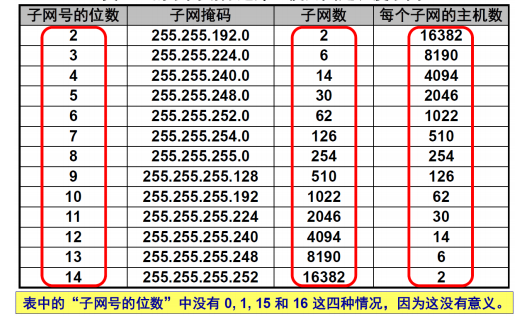 子网号的位数 子网掩码 子网数 每个子网的主机数
2 255.255.192.0 2 16382
3 255.255.224.0 6 8190
4 255.255.240.0 14 4094
5 255.255.248.0 30 2046
6 255.255.252.0 62 1022
7 255.255.254.0 126 510
8 255.255.255.0 254 254
9 255.255.255.128 510 126
10 255.255.255.192 1022 62
11 255.255.255.224 2046 30
12 255.255.255.240 4094 14
13 255.255.255.248 8190 6
14 255.255.255.252 16382 2
表中的“子网号的位数”中没有 0, 1, 15 和 16 这四种情况，因为这没有意义。